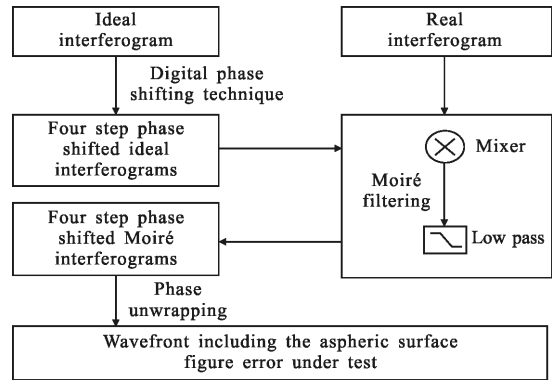 Ideal
interferogram
Real
interferogram
Digital phase
shifting technique
Four step phase
shifted ideal
interferograms
Mixer
Moiré
filtering
Low pass
Four step phase
shifted Moiré
interferograms
Phase
unwrapping
Wavefront including the aspheric surface
figure error under test